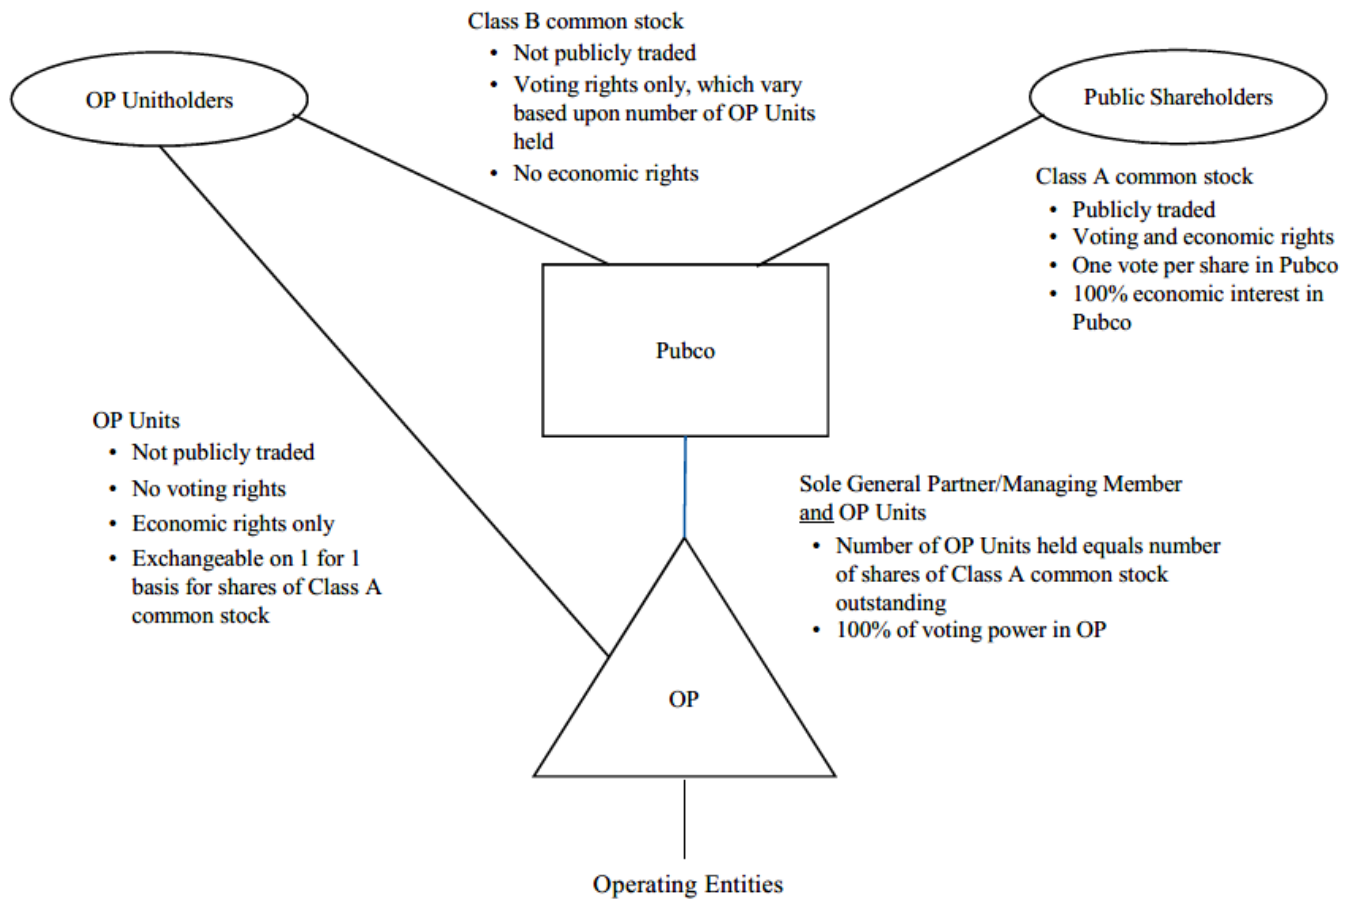 Class B common stock
• Not publicly traded
• Voting rights only, which vary
based upon number of OP Units
held
• No economic rights
OP Unitholders
Public Shareholders
Class A common stock
• Publicly traded
• Voting and economic rights
• One vote per share in Pubco
• 100% economic interest in
Pubco
Pubco
OP Units
• Not publicly traded
• No voting rights
• Economic rights only
• Exchangeable on 1 for 1
basis for shares of Class A
common stock
Sole General Partner/Managing Member
and OP Units
• Number of OP Units held equals number
of shares of Class A common stock
outstanding
• 100% of voting power in OP
OP
Operating Entities